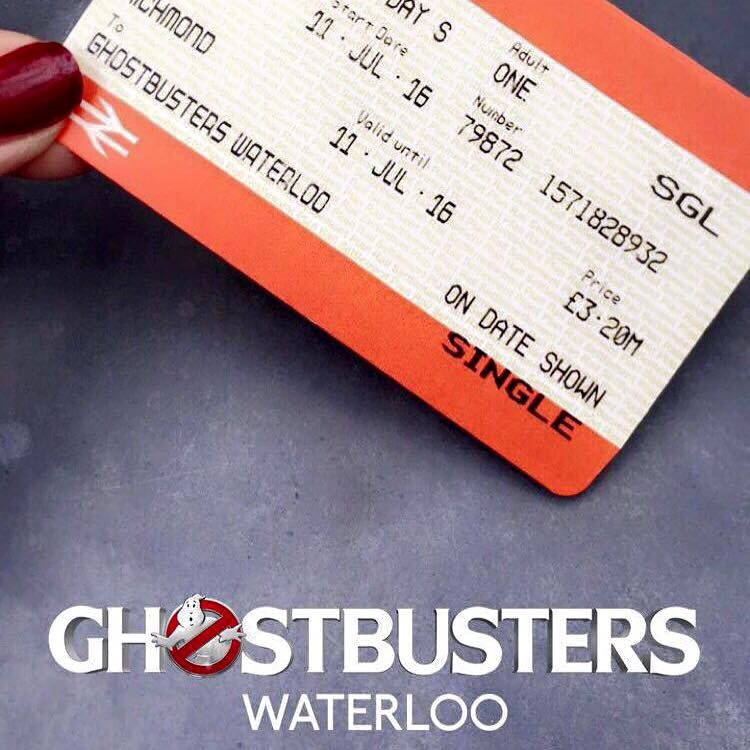 DAY S
Start Date
11·JUL·16
Adult
ONE
SGL
RICHMOND
Number
79872 1571828932
To
GHOSTBUSTERS WATERLOO
Valid until
11·JUL·16
Price
£3·20M
ON DATE SHOWN
SINGLE
GHOSTBUSTERS
WATERLOO